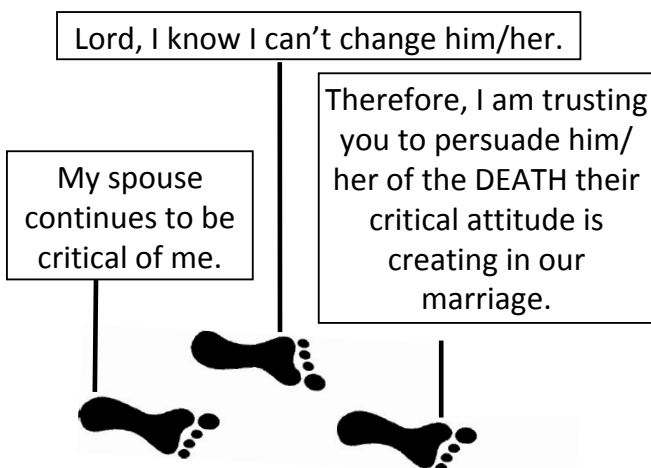 Lord, I know I can’t change him/her.
My spouse
continues to be
critical of me.
Therefore, I am trusting
you to persuade him/
her of the DEATH their
critical attitude is
creating in our
marriage.